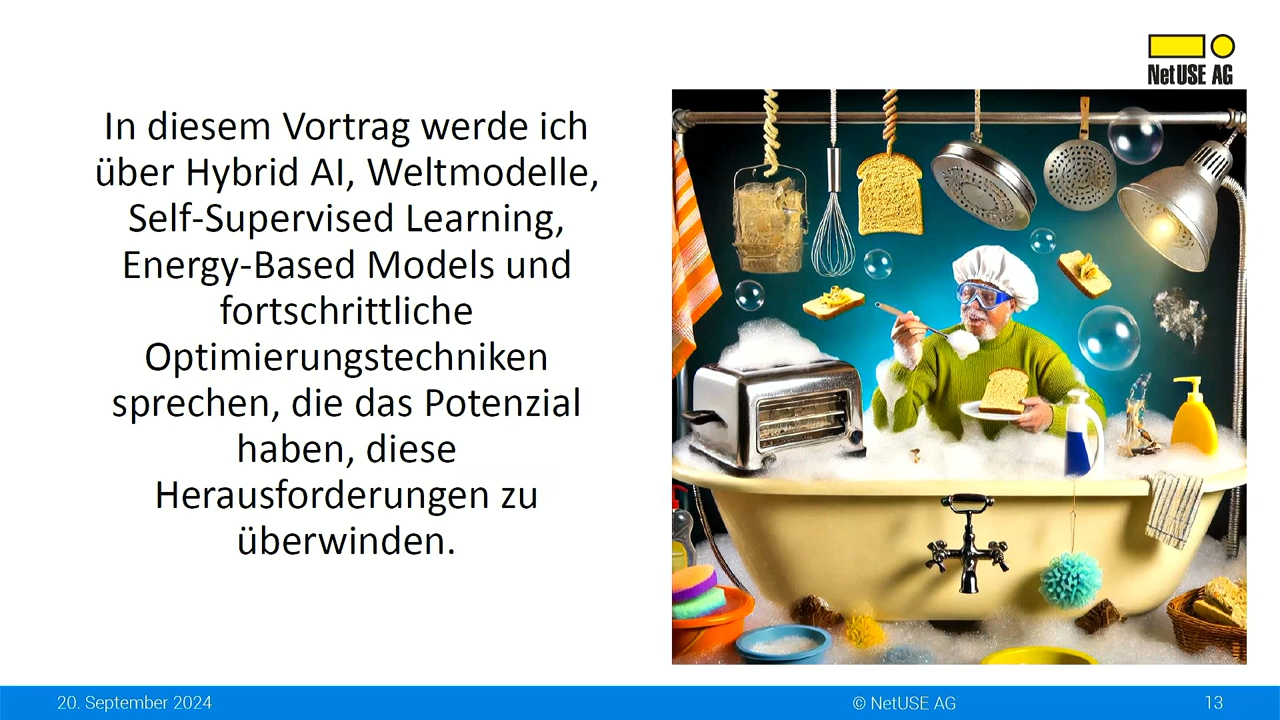 NetUSE AG
In diesem Vortrag werde ich
über Hybrid AI, Weltmodelle,
Self-Supervised Learning,
Energy-Based Models und
fortschrittliche
Optimierungstechniken
sprechen, die das Potenzial
haben, diese
Herausforderungen zu
überwinden.
20. September 2024
© NetUSE AG
13